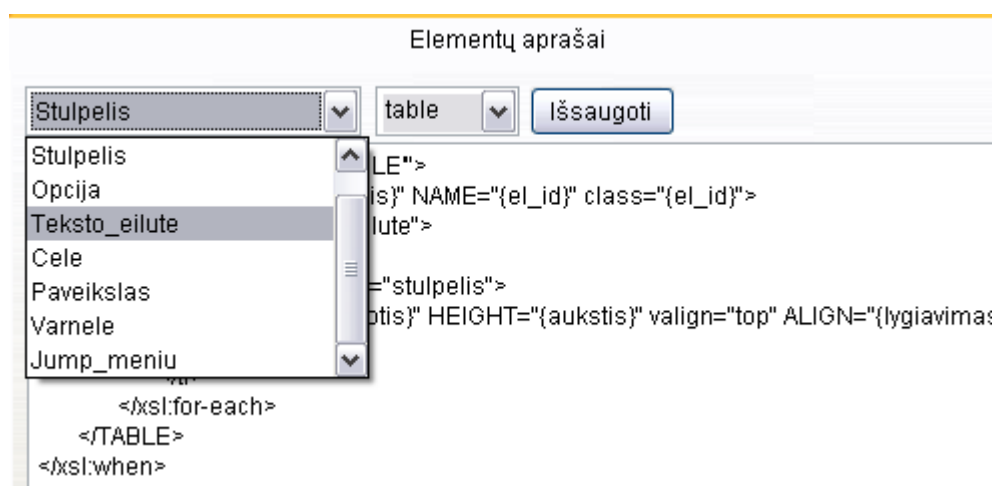 Elementų aprašai
Stulpelis table Išsaugoti
Stulpelis
Opcija
Teksto_eilute
Cele
Paveikslas
Varnele
Jump_meniu
LE'">
is}" NAME="{el_id}" class="{el_id}">
lute">
="stulpelis">
otis}" HEIGHT="{aukstis}" valign="top" ALIGN="{lygiavimas
</xsl:for-each>
</TABLE>
</xsl:when>